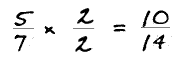 5/7 × 2/2 = 10/14